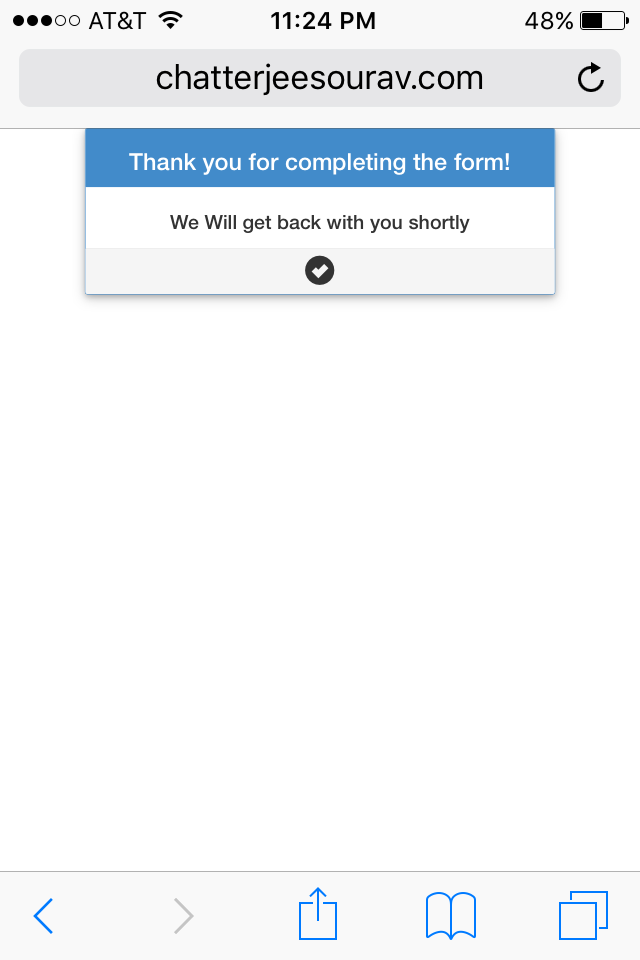 AT&T 11:24 PM 48%
chatterjeesourav.com
Thank you for completing the form!
We Will get back with you shortly